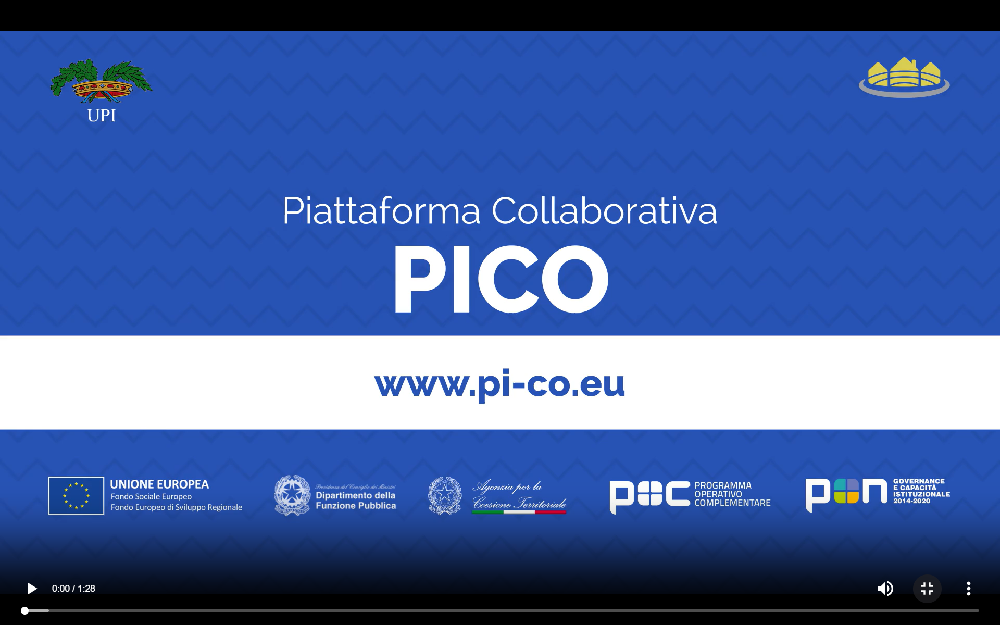 UPI
Piattaforma Collaborativa
PICO
www.pi-co.eu
UNIONE EUROPEA
Fondo Sociale Europeo
Fondo Europeo di Sviluppo Regionale
Presidenza del Consiglio dei Ministri
Dipartimento della
Funzione Pubblica
Agenzia per la
Coesione Territoriale
poc
PROGRAMMA
OPERATIVO
COMPLEMENTARE
pon
GOVERNANCE
E CAPACITÀ
ISTITUZIONALE
2014-2020
0:00 / 1:28